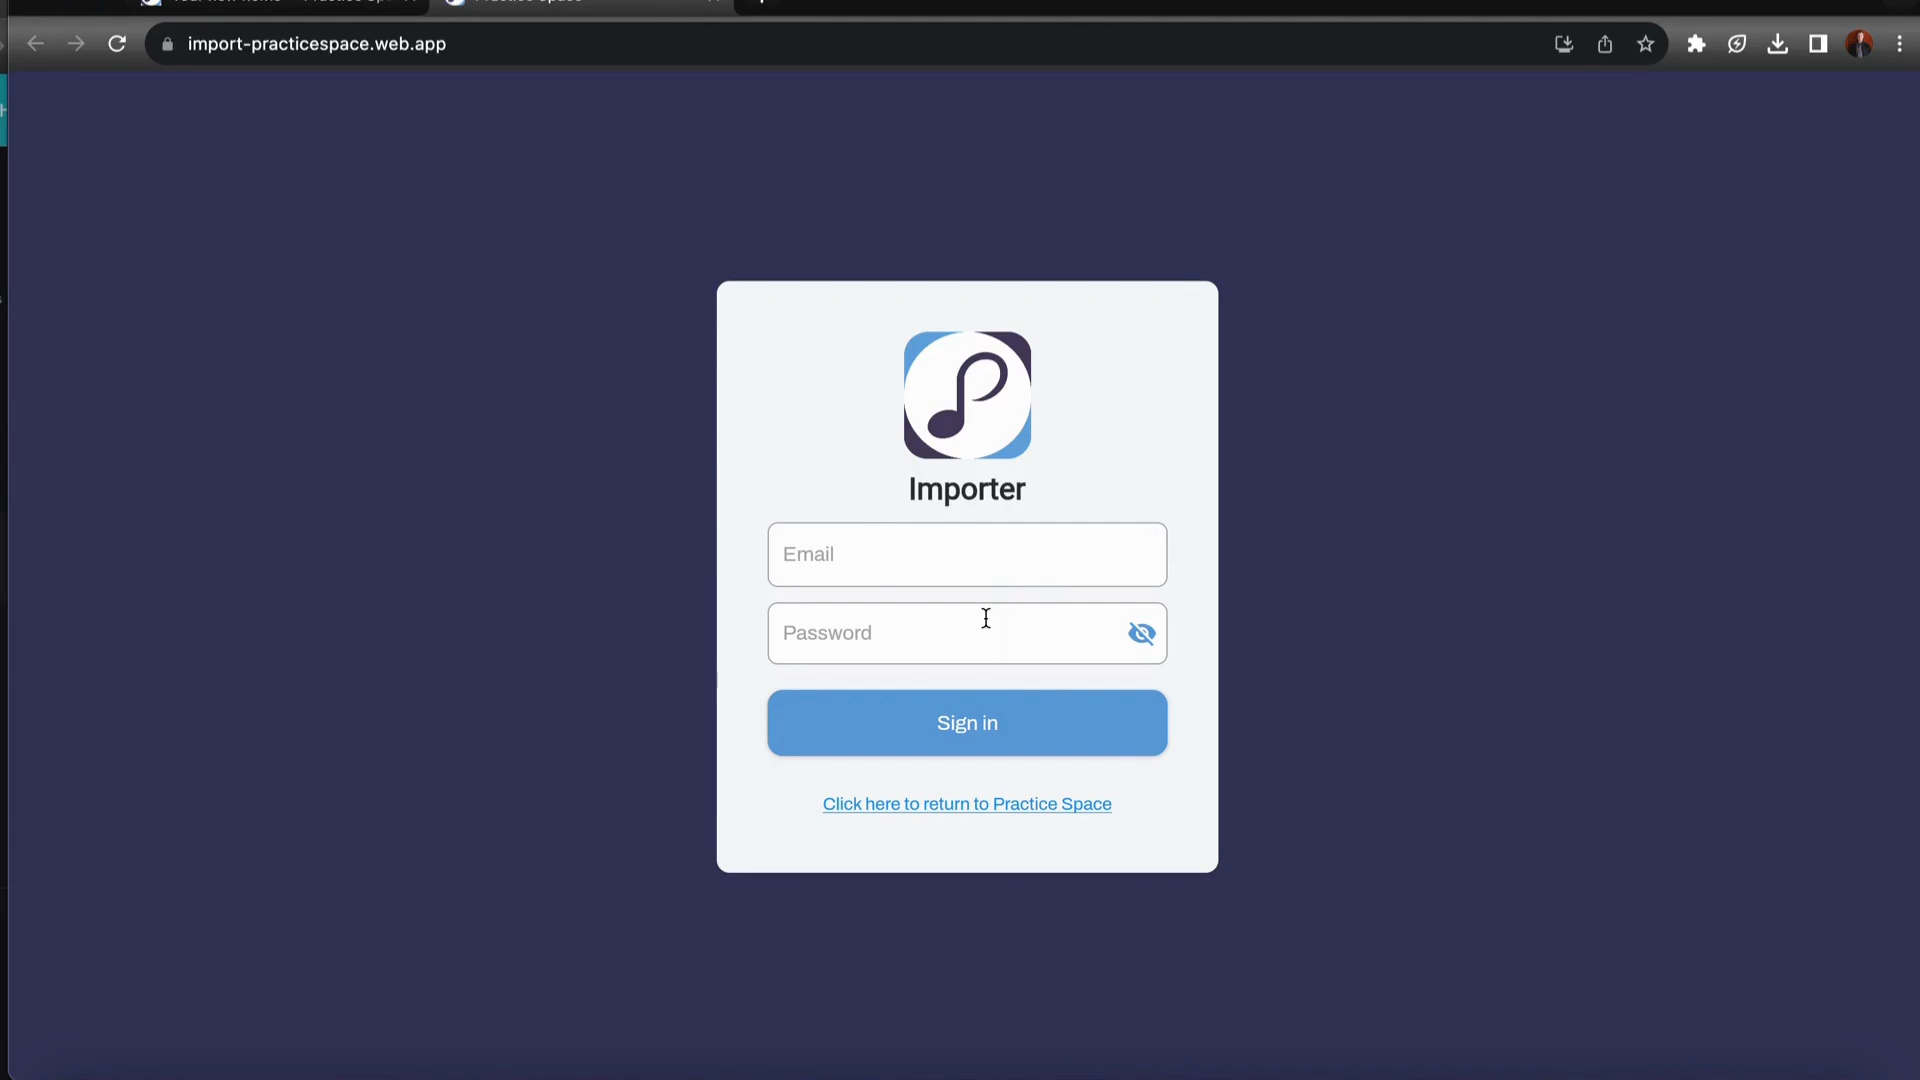 import-practicespace.web.app
Importer
Email
Password
Sign in
Click here to return to Practice Space